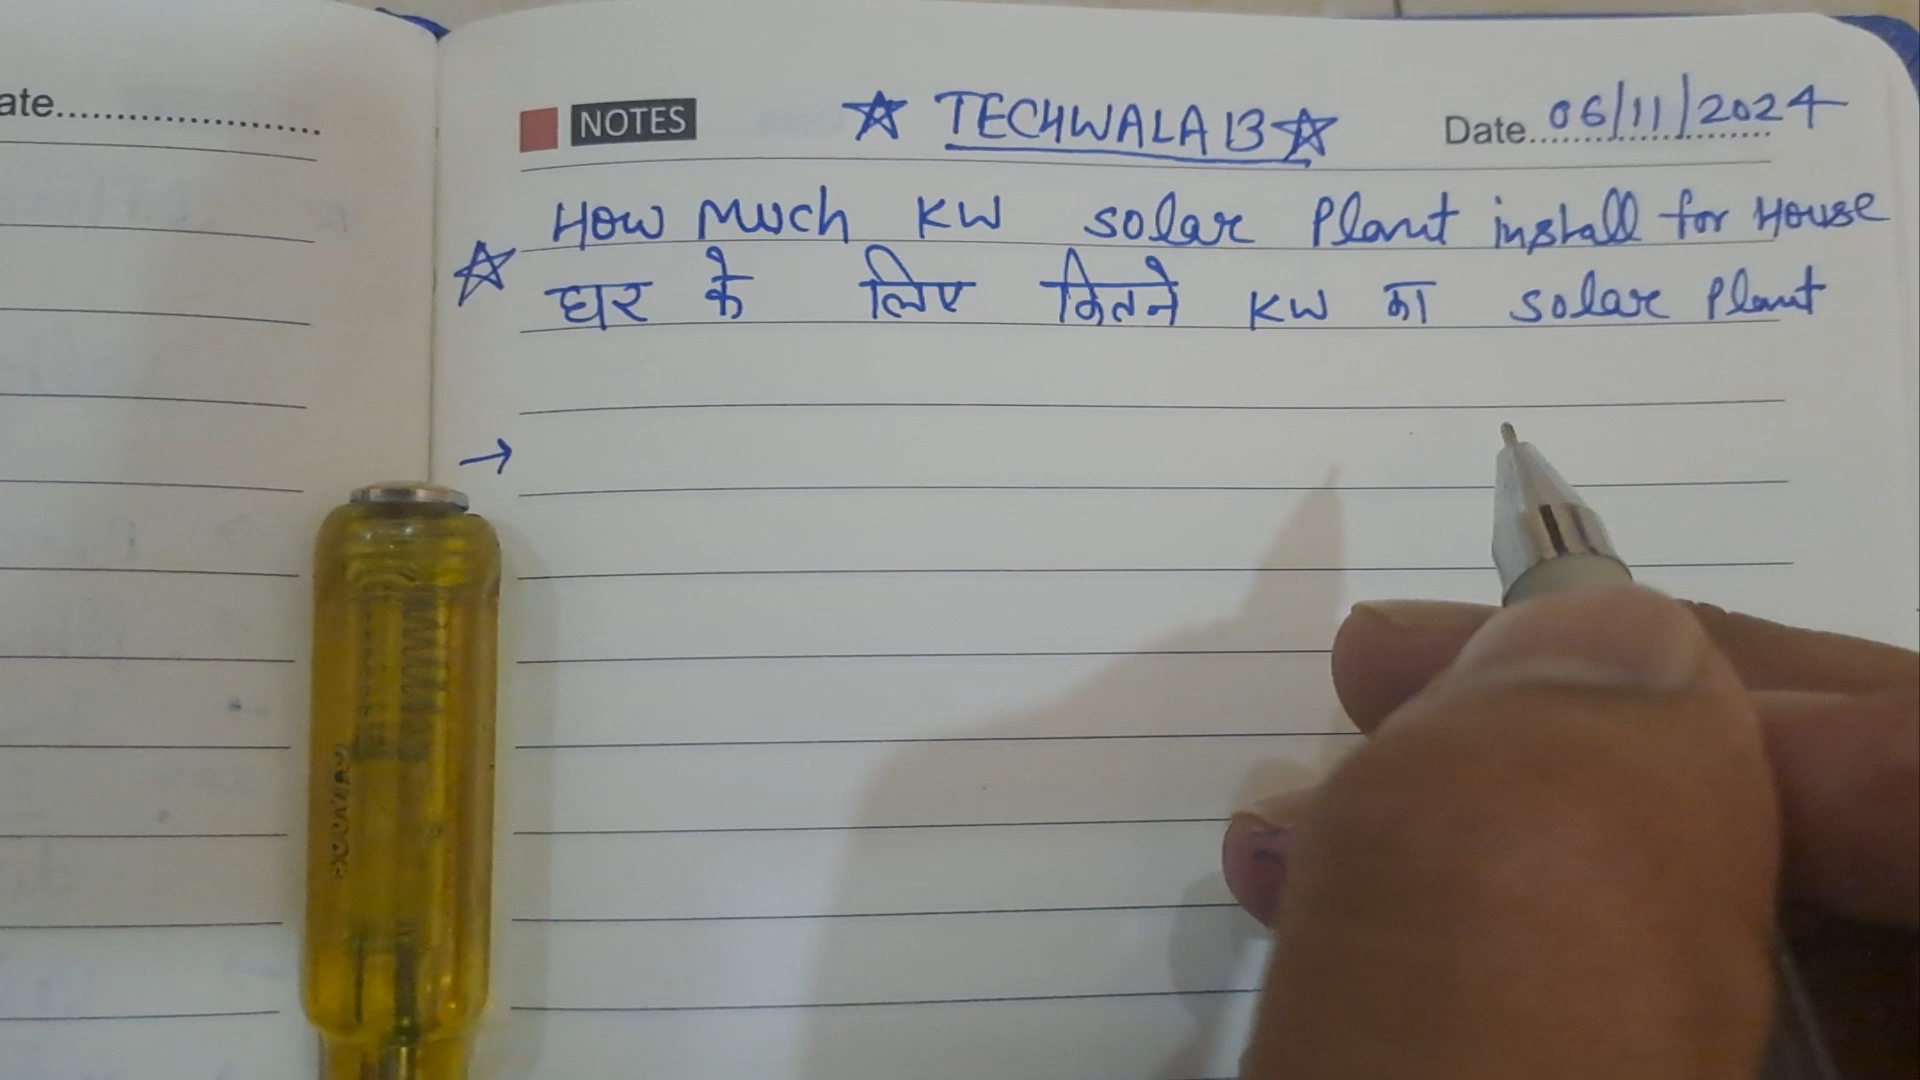 ate....................
NOTES ☆ TECHWALA13 ☆ Date 06/11/2024
How Much KW solar Plant install for House
☆ घर के लिए कितने KW का solar Plant
→